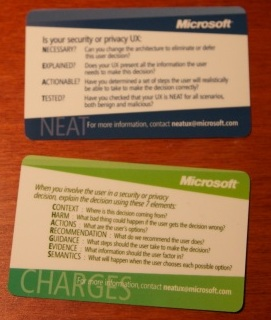 Microsoft
Is your security or privacy UX:
NECESSARY? Can you change the architecture to eliminate or defer
this user decision?
EXPLAINED? Does your UX present all the information the user
needs to make this decision?
ACTIONABLE? Have you determined a set of steps the user will realistically
be able to take to make the decision correctly?
TESTED? Have you checked that your UX is NEAT for all scenarios,
both benign and malicious?
NEAT For more information, contact neatux@microsoft.com
Microsoft
When you involve the user in a security or privacy
decision, explain the decision using these 7 elements:
CONTEXT : Where is this decision coming from?
HARM : What bad thing could happen if the user gets the decision wrong?
ACTIONS : What are the user's options?
RECOMMENDATION : What do we recommend the user does?
GUIDANCE : What steps should the user take to make the decision?
EVIDENCE : What information should the user factor in?
SEMANTICS : What will happen when the user chooses each possible option?
CHARGES For more information, contact neatux@microsoft.com